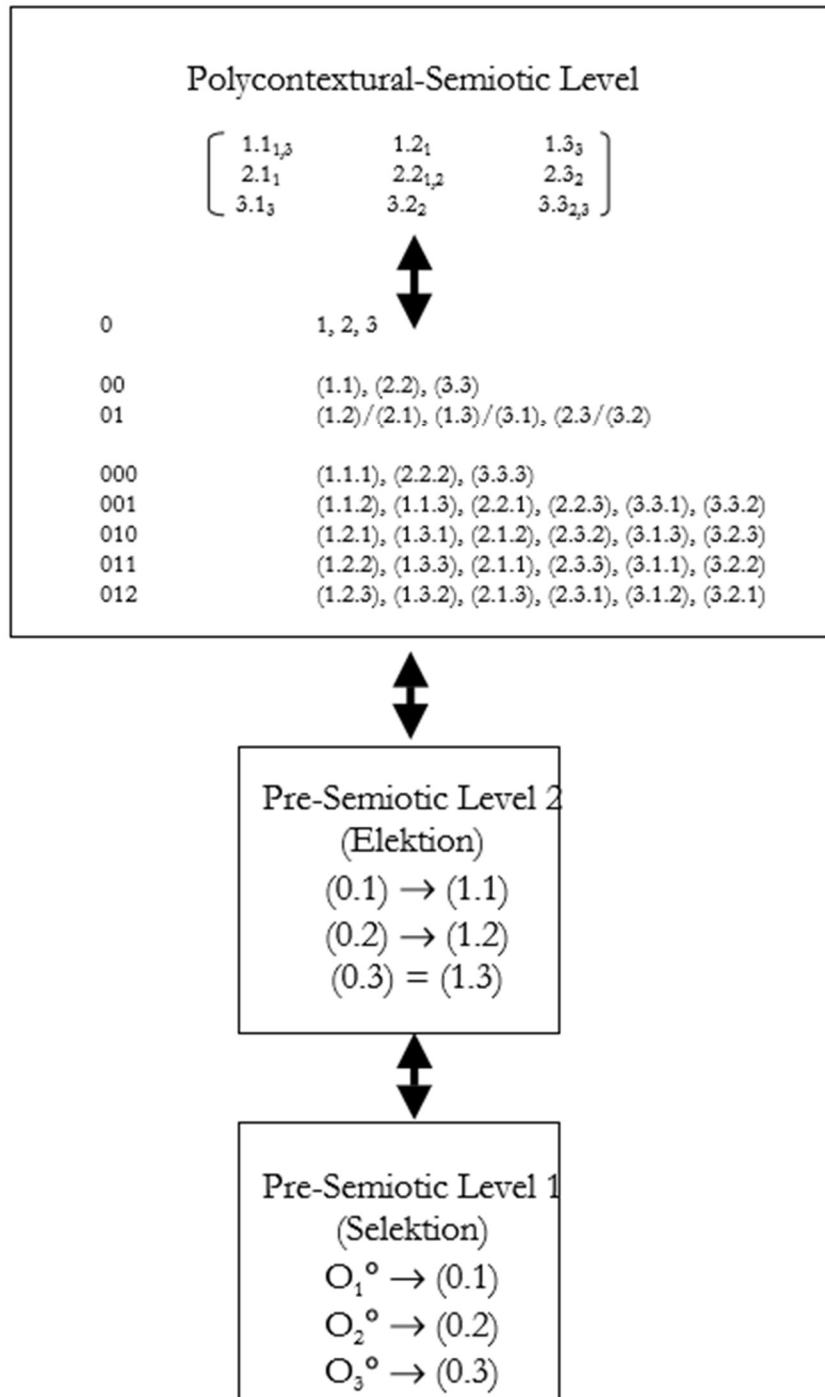 Polycontextural-Semiotic Level
1.1₁,₃ 1.2₁ 1.3₃
2.1₁ 2.2₁,₂ 2.3₂
3.1₃ 3.2₂ 3.3₂,₃
0 1, 2, 3
00 (1.1), (2.2), (3.3)
01 (1.2)/(2.1), (1.3)/(3.1), (2.3/(3.2)
000 (1.1.1), (2.2.2), (3.3.3)
001 (1.1.2), (1.1.3), (2.2.1), (2.2.3), (3.3.1), (3.3.2)
010 (1.2.1), (1.3.1), (2.1.2), (2.3.2), (3.1.3), (3.2.3)
011 (1.2.2), (1.3.3), (2.1.1), (2.3.3), (3.1.1), (3.2.2)
012 (1.2.3), (1.3.2), (2.1.3), (2.3.1), (3.1.2), (3.2.1)
Pre-Semiotic Level 2
(Elektion)
(0.1) → (1.1)
(0.2) → (1.2)
(0.3) = (1.3)
Pre-Semiotic Level 1
(Selektion)
O₁° → (0.1)
O₂° → (0.2)
O₃° → (0.3)